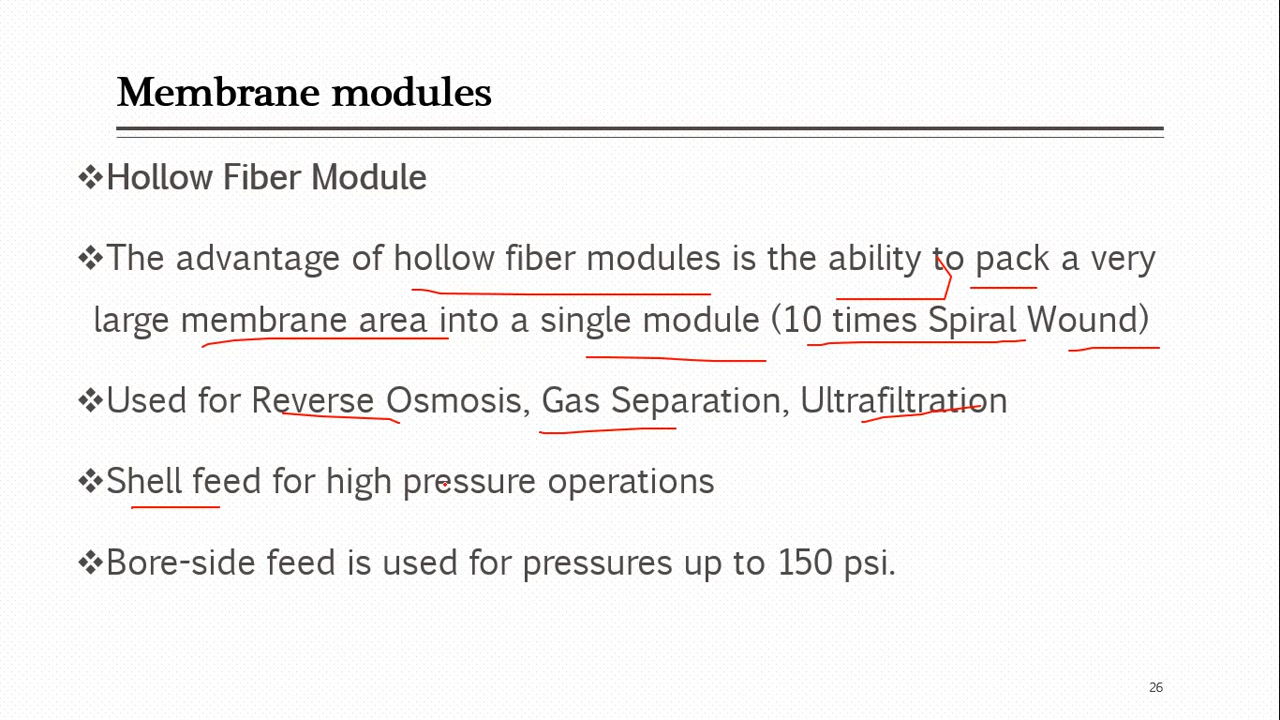 Membrane modules
❖Hollow Fiber Module
❖The advantage of hollow fiber modules is the ability to pack a very
large membrane area into a single module (10 times Spiral Wound)
❖Used for Reverse Osmosis, Gas Separation, Ultrafiltration
❖Shell feed for high pressure operations
❖Bore-side feed is used for pressures up to 150 psi.
26